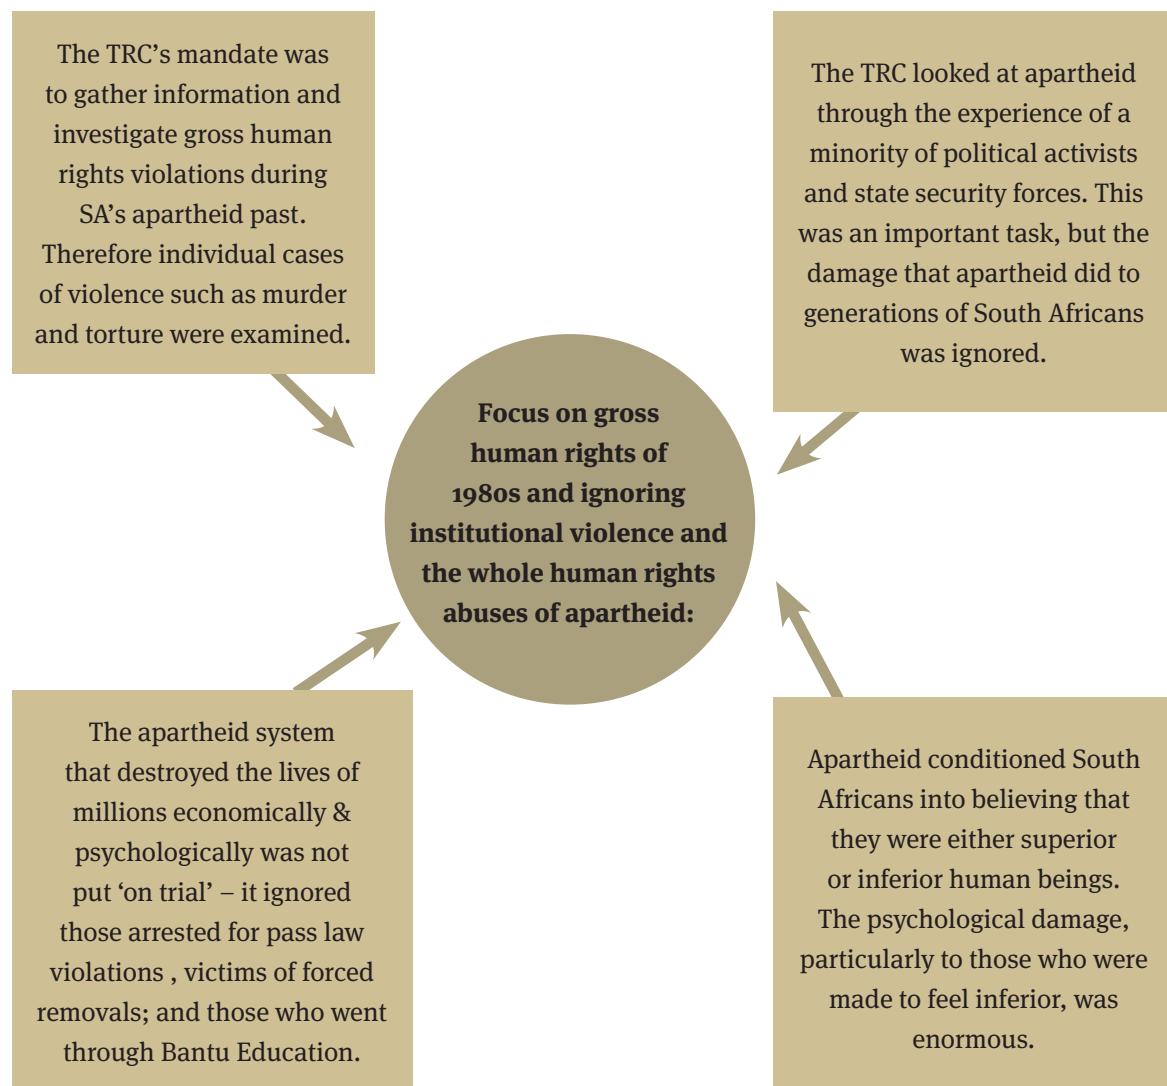 The TRC’s mandate was
to gather information and
investigate gross human
rights violations during
SA’s apartheid past.
Therefore individual cases
of violence such as murder
and torture were examined.
The TRC looked at apartheid
through the experience of a
minority of political activists
and state security forces. This
was an important task, but the
damage that apartheid did to
generations of South Africans
was ignored.
Focus on gross
human rights of
1980s and ignoring
institutional violence and
the whole human rights
abuses of apartheid:
The apartheid system
that destroyed the lives of
millions economically &
psychologically was not
put ‘on trial’ – it ignored
those arrested for pass law
violations , victims of forced
removals; and those who went
through Bantu Education.
Apartheid conditioned South
Africans into believing that
they were either superior
or inferior human beings.
The psychological damage,
particularly to those who were
made to feel inferior, was
enormous.